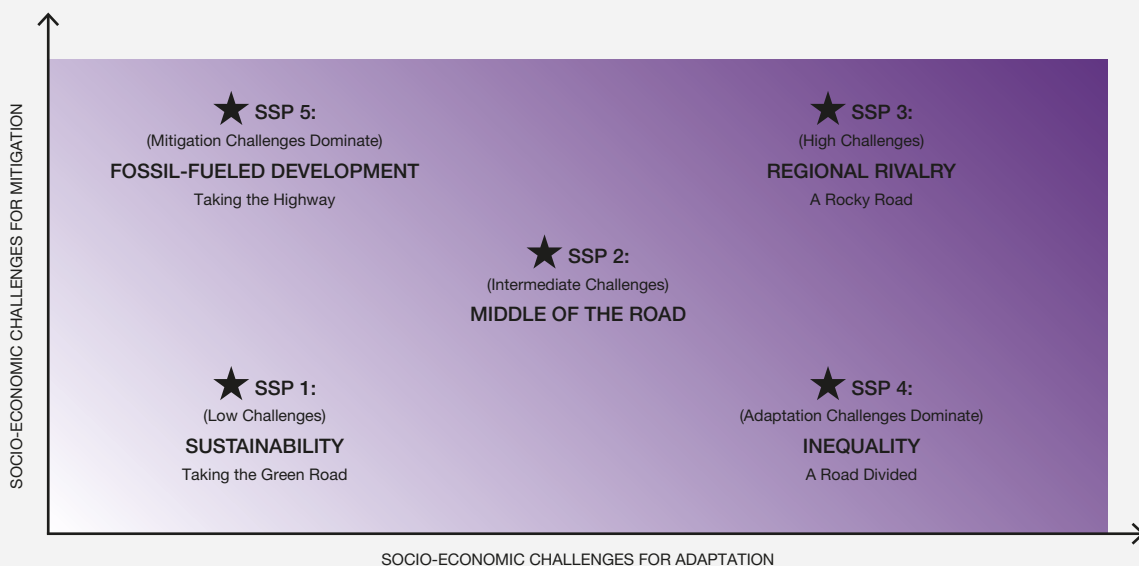 SOCIO-ECONOMIC CHALLENGES FOR MITIGATION
SSP 5:
(Mitigation Challenges Dominate)
FOSSIL-FUELED DEVELOPMENT
Taking the Highway
SSP 3:
(High Challenges)
REGIONAL RIVALRY
A Rocky Road
SSP 2:
(Intermediate Challenges)
MIDDLE OF THE ROAD
SSP 1:
(Low Challenges)
SUSTAINABILITY
Taking the Green Road
SSP 4:
(Adaptation Challenges Dominate)
INEQUALITY
A Road Divided
SOCIO-ECONOMIC CHALLENGES FOR ADAPTATION